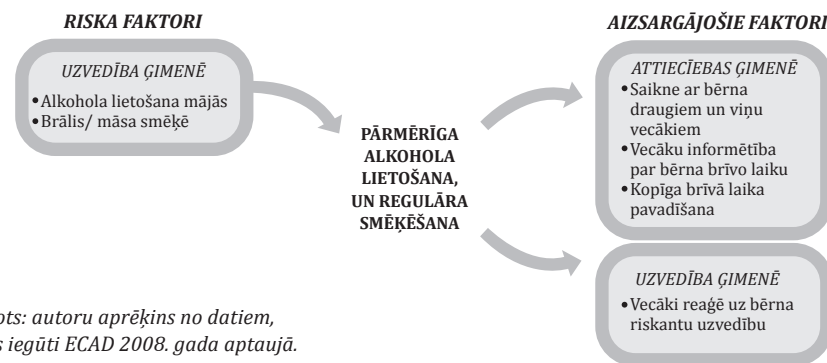 RISKA FAKTORI
UZVEDĪBA ĢIMENĒ
•Alkohola lietošana mājās
•Brālis/ māsa smēķē
PĀRMĒRĪGA
ALKOHOLA
LIETOŠANA,
UN REGULĀRA
SMĒĶĒŠANA
AIZSARGĀJOŠIE FAKTORI
ATTIECĪEBAS ĢIMENĒ
•Saikne ar bērna
draugiem un viņu
vecākiem
•Vecāku informētība
par bērna brīvo laiku
•Kopīga brīvā laika
pavadīšana
UZVEDĪBA ĢIMENĒ
•Vecāki reaģē uz bērna
riskantu uzvedību
autoru aprēķins no datiem,
iegūti ECAD 2008. gada aptaujā.